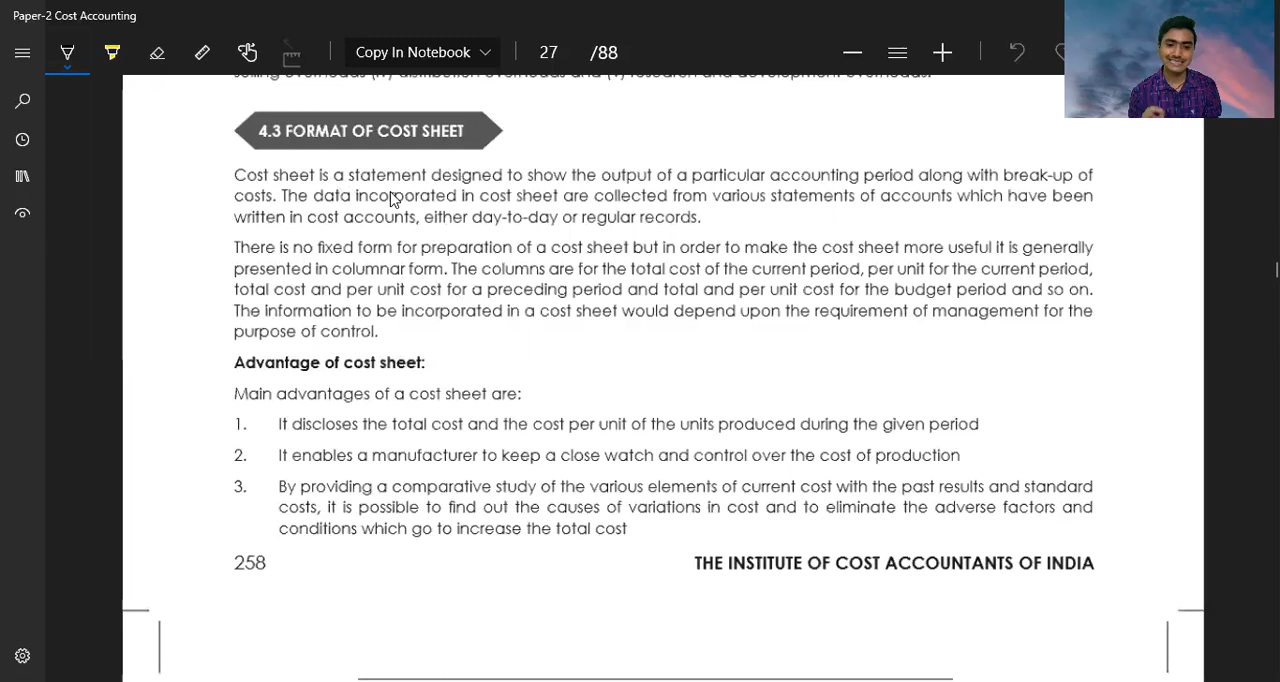 Paper-2 Cost Accounting
Copy In Notebook
27 /88
selling overheads (iv) distribution overheads and (v) research and development overheads.
4.3 FORMAT OF COST SHEET
Cost sheet is a statement designed to show the output of a particular accounting period along with break-up of
costs. The data incorporated in cost sheet are collected from various statements of accounts which have been
written in cost accounts, either day-to-day or regular records.
There is no fixed form for preparation of a cost sheet but in order to make the cost sheet more useful it is generally
presented in columnar form. The columns are for the total cost of the current period, per unit for the current period,
total cost and per unit cost for a preceding period and total and per unit cost for the budget period and so on.
The information to be incorporated in a cost sheet would depend upon the requirement of management for the
purpose of control.
Advantage of cost sheet:
Main advantages of a cost sheet are:
1. It discloses the total cost and the cost per unit of the units produced during the given period
2. It enables a manufacturer to keep a close watch and control over the cost of production
3. By providing a comparative study of the various elements of current cost with the past results and standard
costs, it is possible to find out the causes of variations in cost and to eliminate the adverse factors and
conditions which go to increase the total cost
258 THE INSTITUTE OF COST ACCOUNTANTS OF INDIA